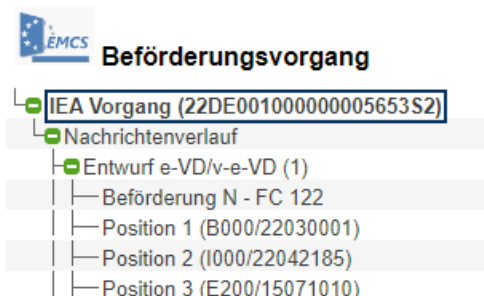 EMCS
Beförderungsvorgang
IEA Vorgang (22DE001000000005653S2)
Nachrichtenverlauf
Entwurf e-VD/v-e-VD (1)
Beförderung N - FC 122
Position 1 (B000/22030001)
Position 2 (I000/22042185)
Position 3 (E200/15071010)